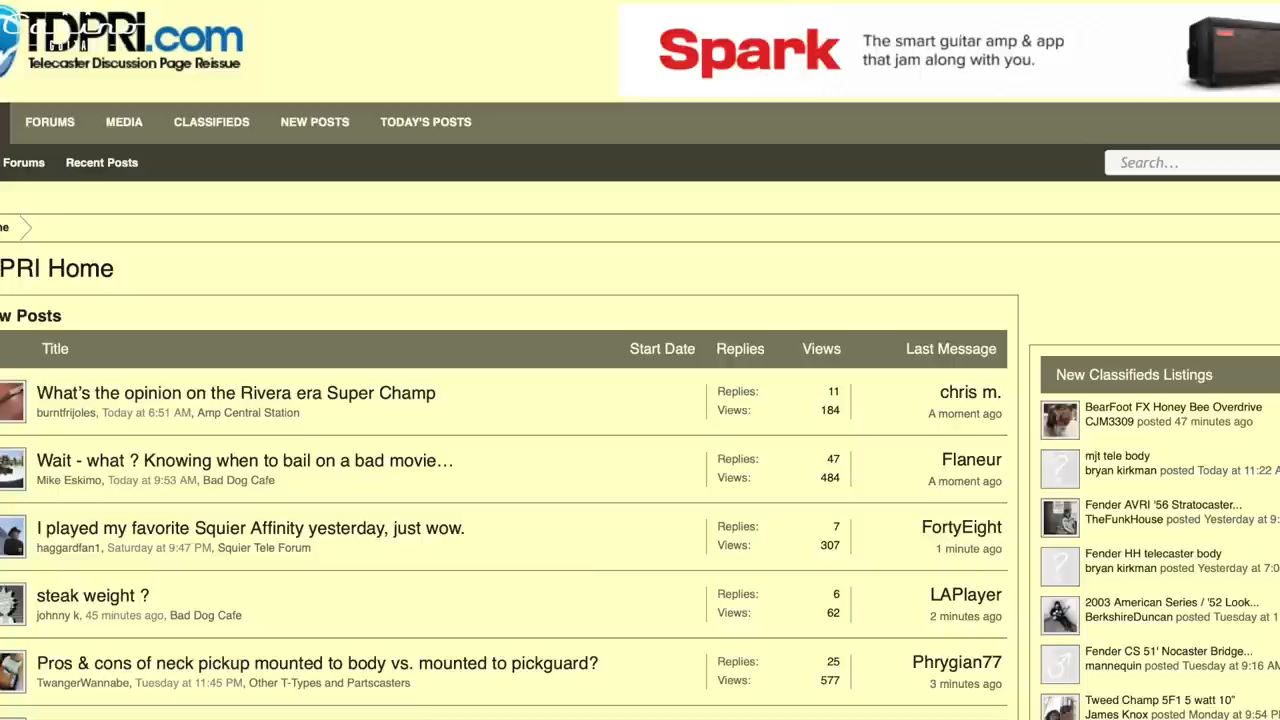 TDPRI.com
Telecaster Discussion Page Reissue
Spark
The smart guitar amp & app
that jam along with you.
FORUMS MEDIA CLASSIFIEDS NEW POSTS TODAY'S POSTS
Forums Recent Posts
Search...
me
PRI Home
w Posts
Title Start Date Replies Views Last Message
What's the opinion on the Rivera era Super Champ
burntfrijoles, Today at 6:51 AM, Amp Central Station
Replies: 11
Views: 184
chris m.
A moment ago
Wait - what ? Knowing when to bail on a bad movie…
Mike Eskimo, Today at 9:53 AM, Bad Dog Cafe
Replies: 47
Views: 484
Flaneur
A moment ago
I played my favorite Squier Affinity yesterday, just wow.
haggardfan1, Saturday at 9:47 PM, Squier Tele Forum
Replies: 7
Views: 307
FortyEight
1 minute ago
steak weight ?
johnny k, 45 minutes ago, Bad Dog Cafe
Replies: 6
Views: 62
LAPlayer
2 minutes ago
Pros & cons of neck pickup mounted to body vs. mounted to pickguard?
TwangerWannabe, Tuesday at 11:45 PM, Other T-Types and Partscasters
Replies: 25
Views: 577
Phrygian77
3 minutes ago
New Classifieds Listings
BearFoot FX Honey Bee Overdrive
CJM3309 posted 47 minutes ago
mjt tele body
bryan kirkman posted Today at 11:22 A
Fender AVRI '56 Stratocaster...
TheFunkHouse posted Yesterday at 9:
Fender HH telecaster body
bryan kirkman posted Yesterday at 7:0
2003 American Series / '52 Look...
BerkshireDuncan posted Tuesday at 1
Fender CS 51' Nocaster Bridge...
mannequin posted Tuesday at 9:16 AM
Tweed Champ 5F1 5 watt 10"
James Knox posted Monday at 9:54 P